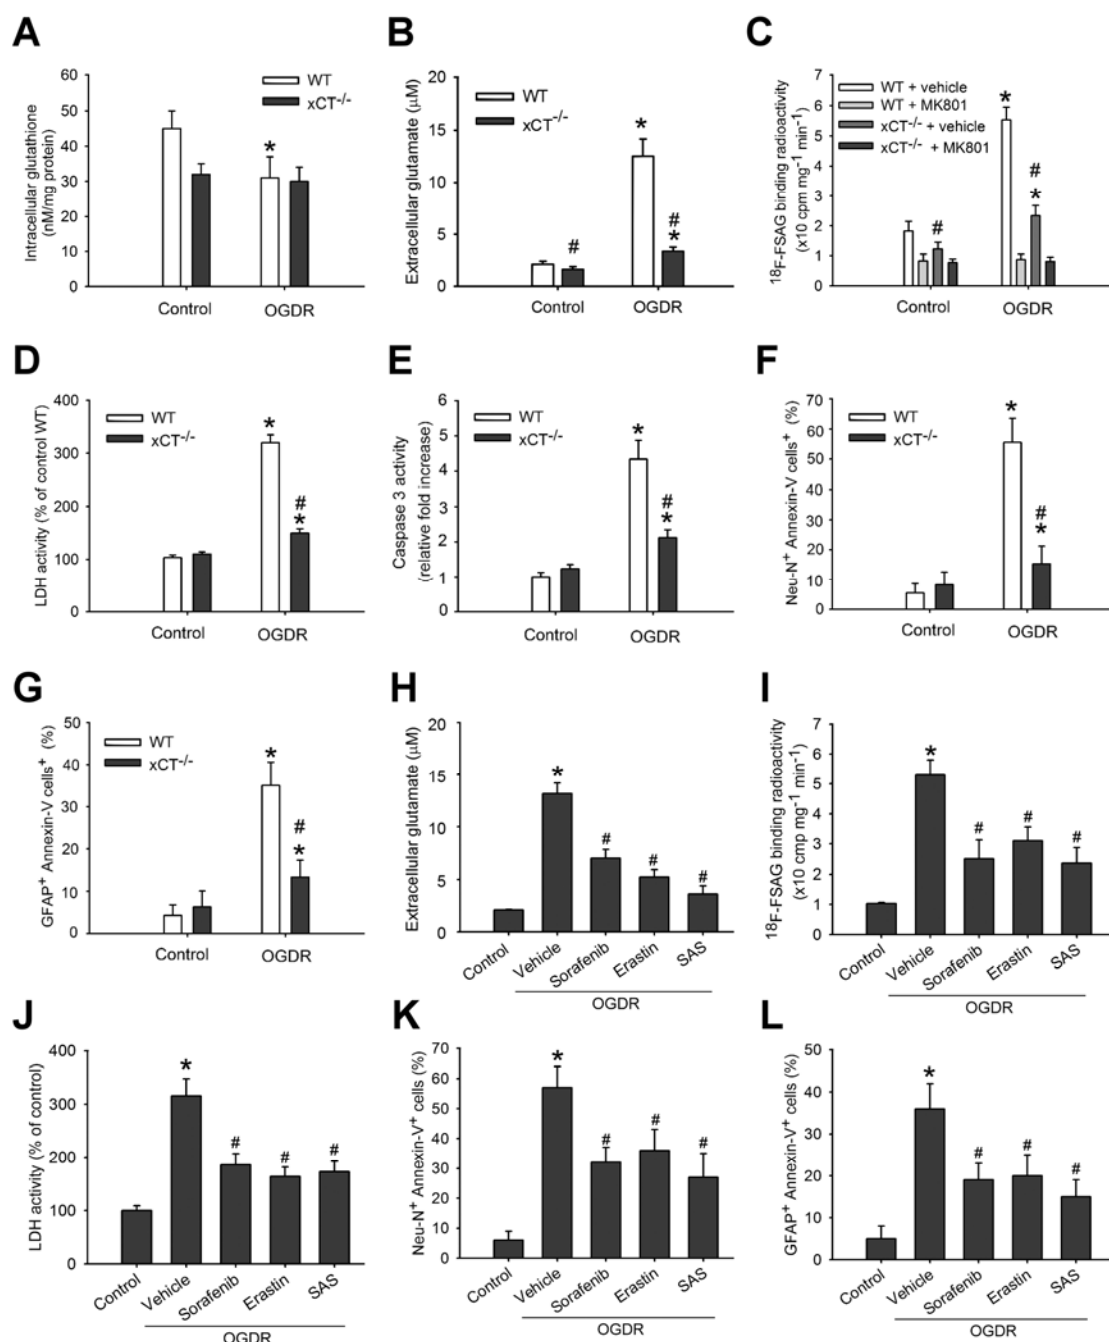 A
Intracellular glutathione
(nM/mg protein)
60
50
40
30
20
10
0
WT
xCT-/-
*
Control
OGDR
B
Extracellular glutamate (μM)
20
15
10
5
0
WT
xCT-/-
#
*
#
*
Control
OGDR
C
18F-FSAG binding radioactivity
(x10 cpm mg-1 min-1)
7
6
5
4
3
2
1
0
WT + vehicle
WT + MK801
xCT-/- + vehicle
xCT-/- + MK801
#
*
#
*
Control
OGDR
D
LDH activity (% of control WT)
400
300
200
100
0
WT
xCT-/-
*
#
*
Control
OGDR
E
Caspase 3 activity
(relative fold increase)
6
5
4
3
2
1
0
WT
xCT-/-
*
#
*
Control
OGDR
F
Neu-N+ Annexin-V cells+ (%)
70
60
50
40
30
20
10
0
WT
xCT-/-
*
#
*
Control
OGDR
G
GFAP+ Annexin-V cells+ (%)
50
40
30
20
10
0
WT
xCT-/-
*
#
*
Control
OGDR
H
Extracellular glutamate (μM)
20
15
10
5
0
*
#
#
#
Control
Vehicle
Sorafenib
Erastin
SAS
OGDR
I
18F-FSAG binding radioactivity
(x10 cmp mg-1 min-1)
7
6
5
4
3
2
1
0
*
#
#
#
Control
Vehicle
Sorafenib
Erastin
SAS
OGDR
J
LDH activity (% of control)
400
300
200
100
0
*
#
#
#
Control
Vehicle
Sorafenib
Erastin
SAS
OGDR
K
Neu-N+ Annexin-V+ cells (%)
70
60
50
40
30
20
10
0
*
#
#
#
Control
Vehicle
Sorafenib
Erastin
SAS
OGDR
L
GFAP+ Annexin-V+ cells (%)
50
40
30
20
10
0
*
#
#
#
Control
Vehicle
Sorafenib
Erastin
SAS
OGDR